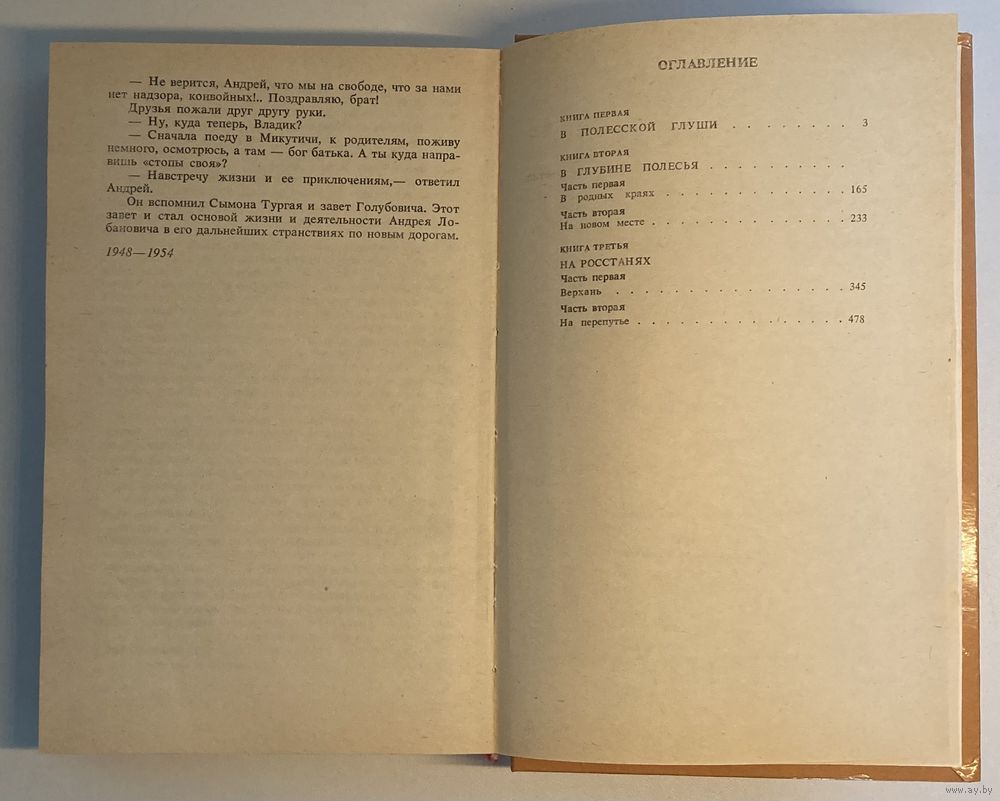 — Не верится, Андрей, что мы на свободе, что за нами
нет надзора, конвойных!.. Поздравляю, брат!
Друзья пожали друг другу руки.
— Ну, куда теперь, Владик?
— Сначала поеду в Микутичи, к родителям, поживу
немного, осмотрюсь, а там — бог батька. А ты куда напра-
вишь «стопы своя»?
— Навстречу жизни и ее приключениям,— ответил
Андрей.
Он вспомнил Сымона Тургая и завет Голубовича. Этот
завет и стал основой жизни и деятельности Андрея Ло-
бановича в его дальнейших странствиях по новым дорогам.
1948—1954
ОГЛАВЛЕНИЕ
КНИГА ПЕРВАЯ
В ПОЛЕССКОЙ ГЛУШИ . . . . . . . . 3
КНИГА ВТОРАЯ
В ГЛУБИНЕ ПОЛЕСЬЯ . . . . . . . . .
Часть первая
В родных краях . . . . . . . . . . . . . 165
Часть вторая
На новом месте . . . . . . . . . . . . . 233
КНИГА ТРЕТЬЯ
НА РОССТАНЯХ
Часть первая
Верхань . . . . . . . . . . . . . . . . 345
Часть вторая
На перепутье . . . . . . . . . . . . . . 478
www.ay.by